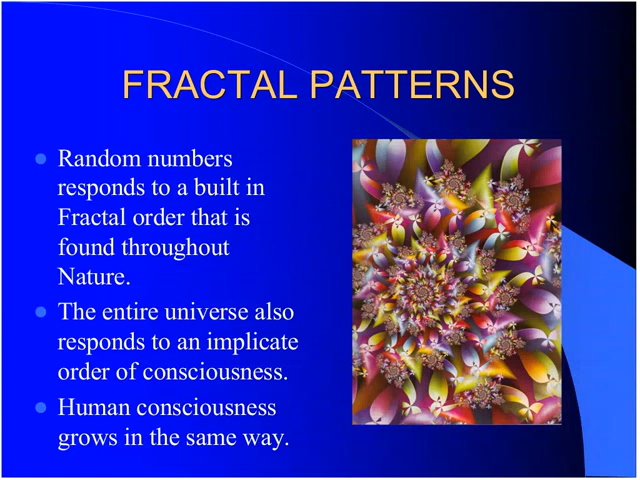 FRACTAL PATTERNS
Random numbers
responds to a built in
Fractal order that is
found throughout
Nature.
The entire universe also
responds to an implicate
order of consciousness.
Human consciousness
grows in the same way.